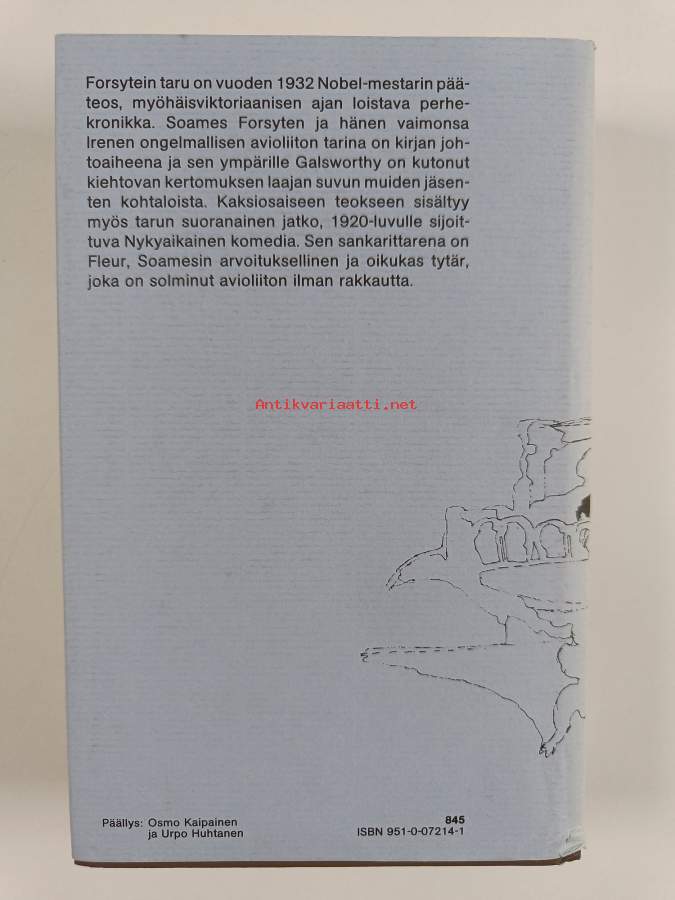 Forsytein taru on vuoden 1932 Nobel-mestarin pää-
teos, myöhäisviktoriaanisen ajan loistava perhe-
kronikka. Soames Forsyten ja hänen vaimonsa
Irenen ongelmallisen avioliiton tarina on kirjan joh-
toaiheena ja sen ympärille Galsworthy on kutonut
kiehtovan kertomuksen laajan suvun muiden jäsen-
ten kohtaloista. Kaksiosaiseen teokseen sisältyy
myös tarun suoranainen jatko, 1920-luvulle sijoit-
tuva Nykyaikainen komedia. Sen sankarittarena on
Fleur, Soamesin arvoituksellinen ja oikukas tytär,
joka on solminut avioliiton ilman rakkautta.
Antikvariaatti.net
Päällys: Osmo Kaipainen
ja Urpo Huhtanen
845
ISBN 951-0-07214-1